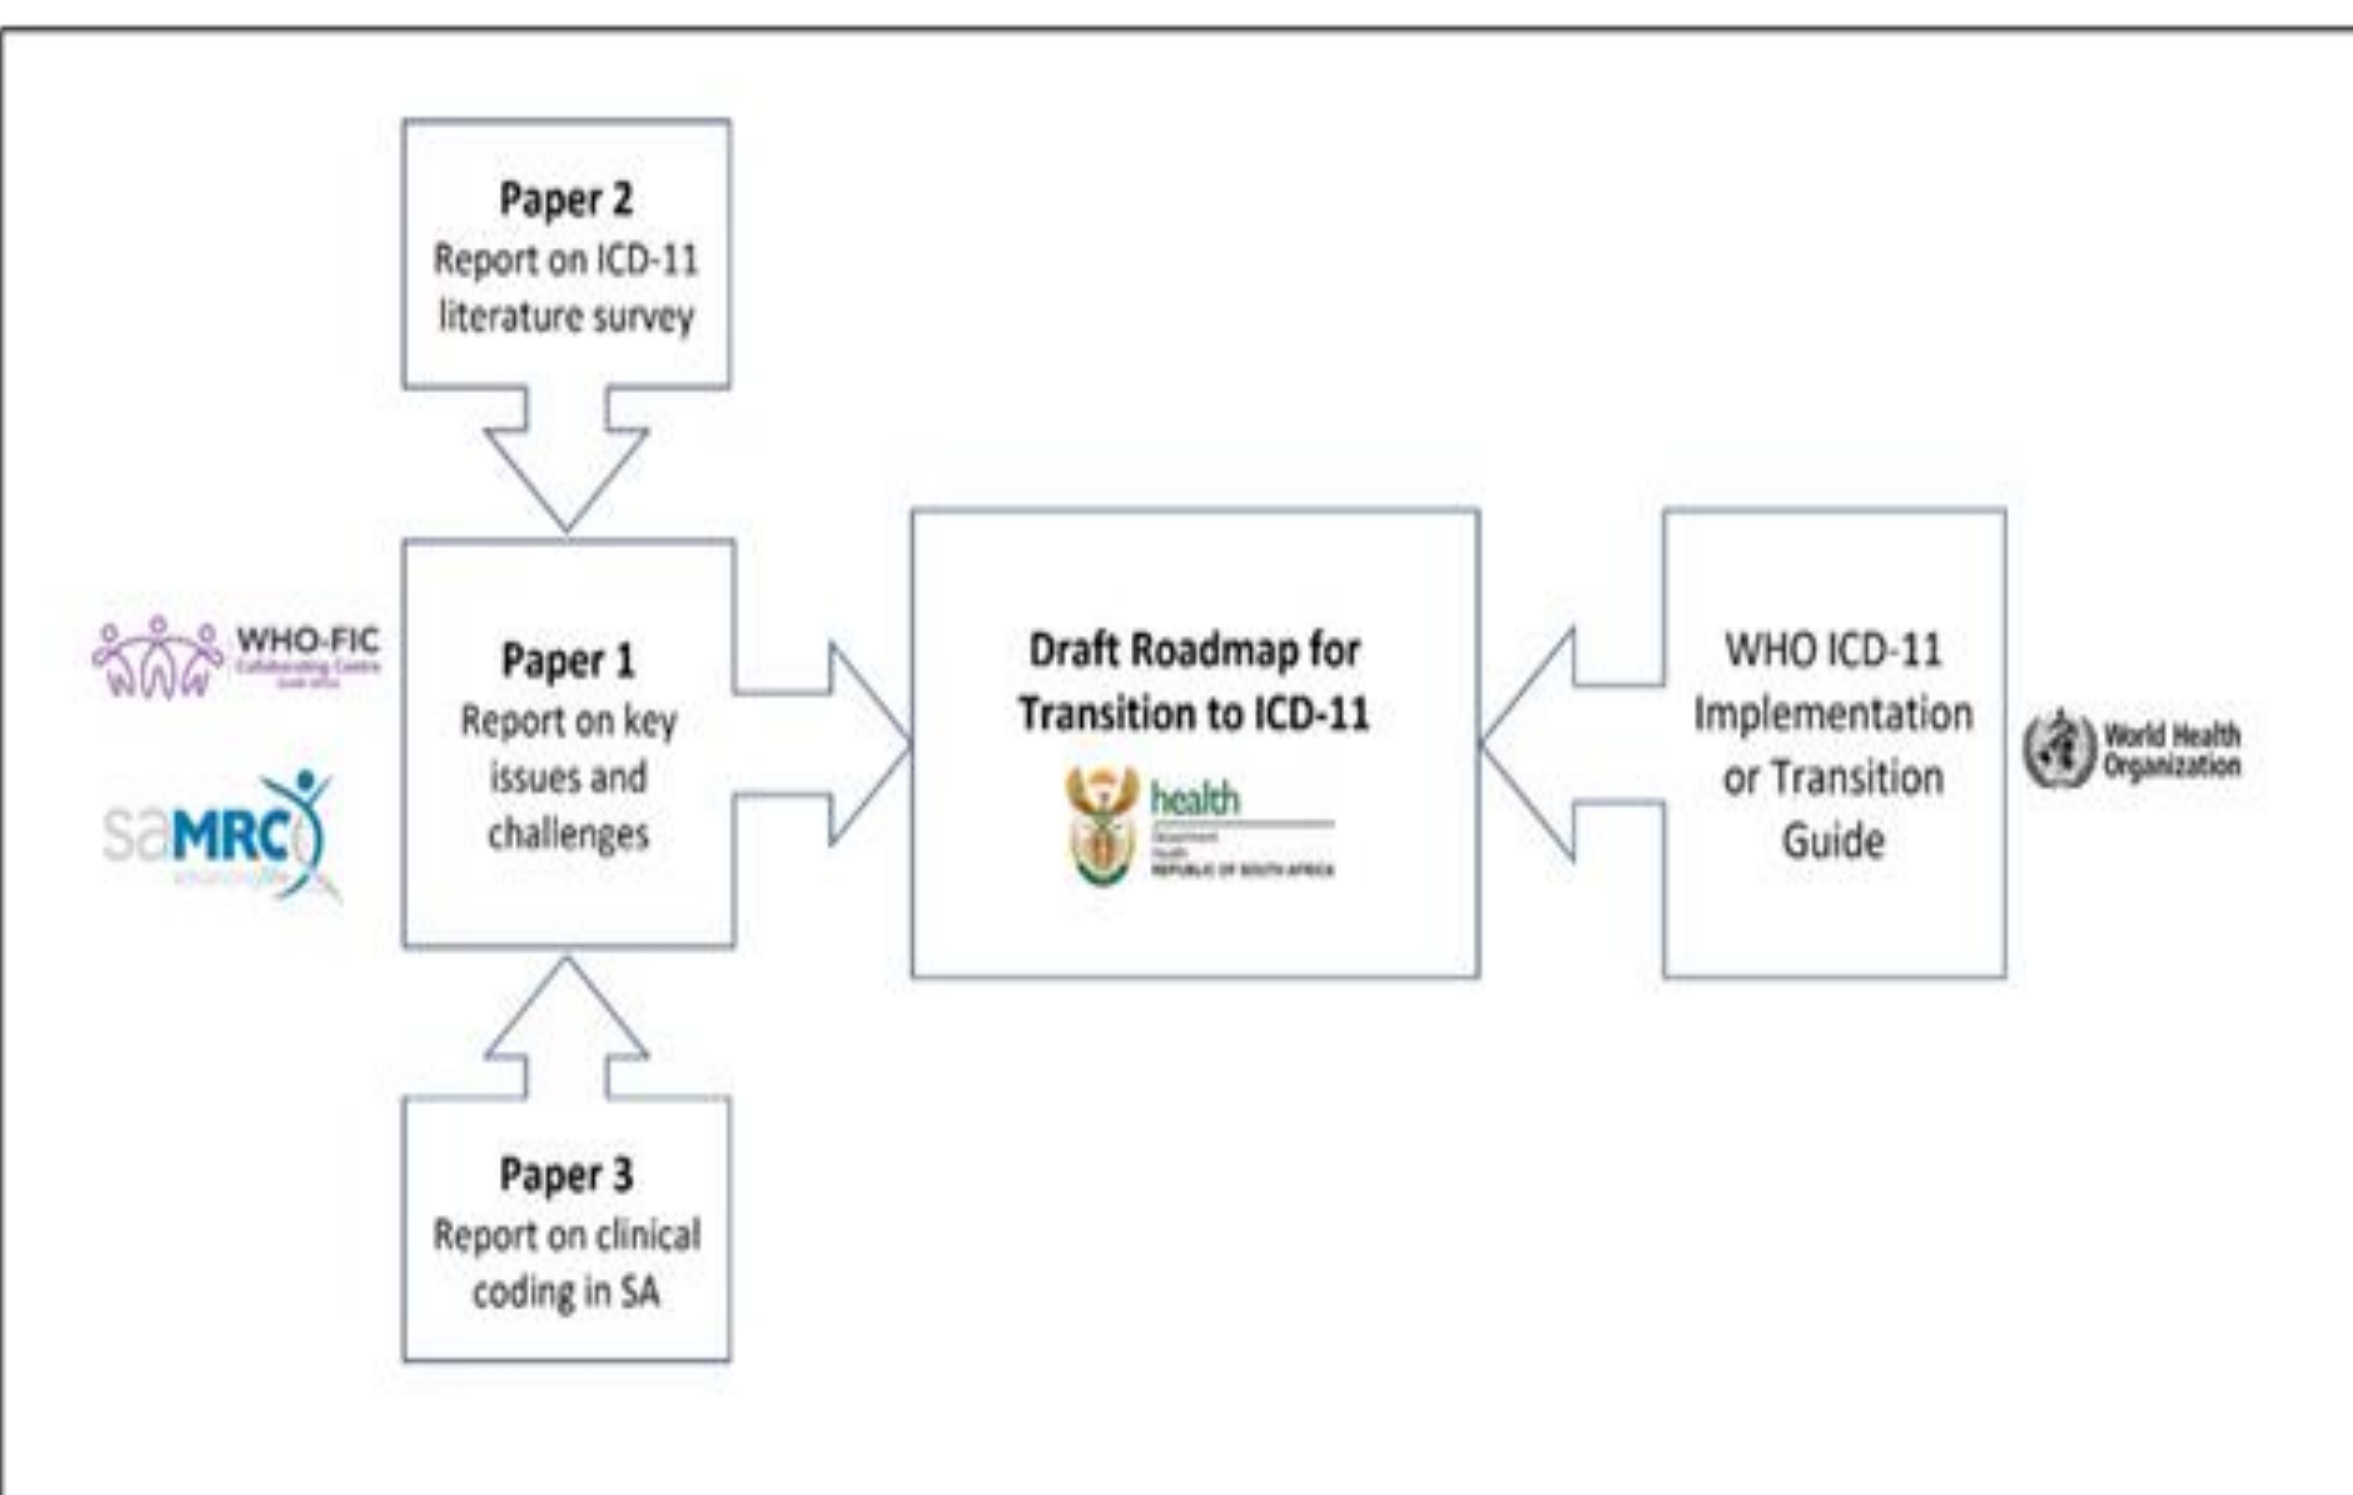 Paper 2
Report on ICD-11
literature survey
WHO-FIC
Collaborating Centre
saMRC
Paper 1
Report on key
issues and
challenges
Draft Roadmap for
Transition to ICD-11
health
REPUBLIC OF SOUTH AFRICA
WHO ICD-11
Implementation
or Transition
Guide
World Health
Organization
Paper 3
Report on clinical
coding in SA